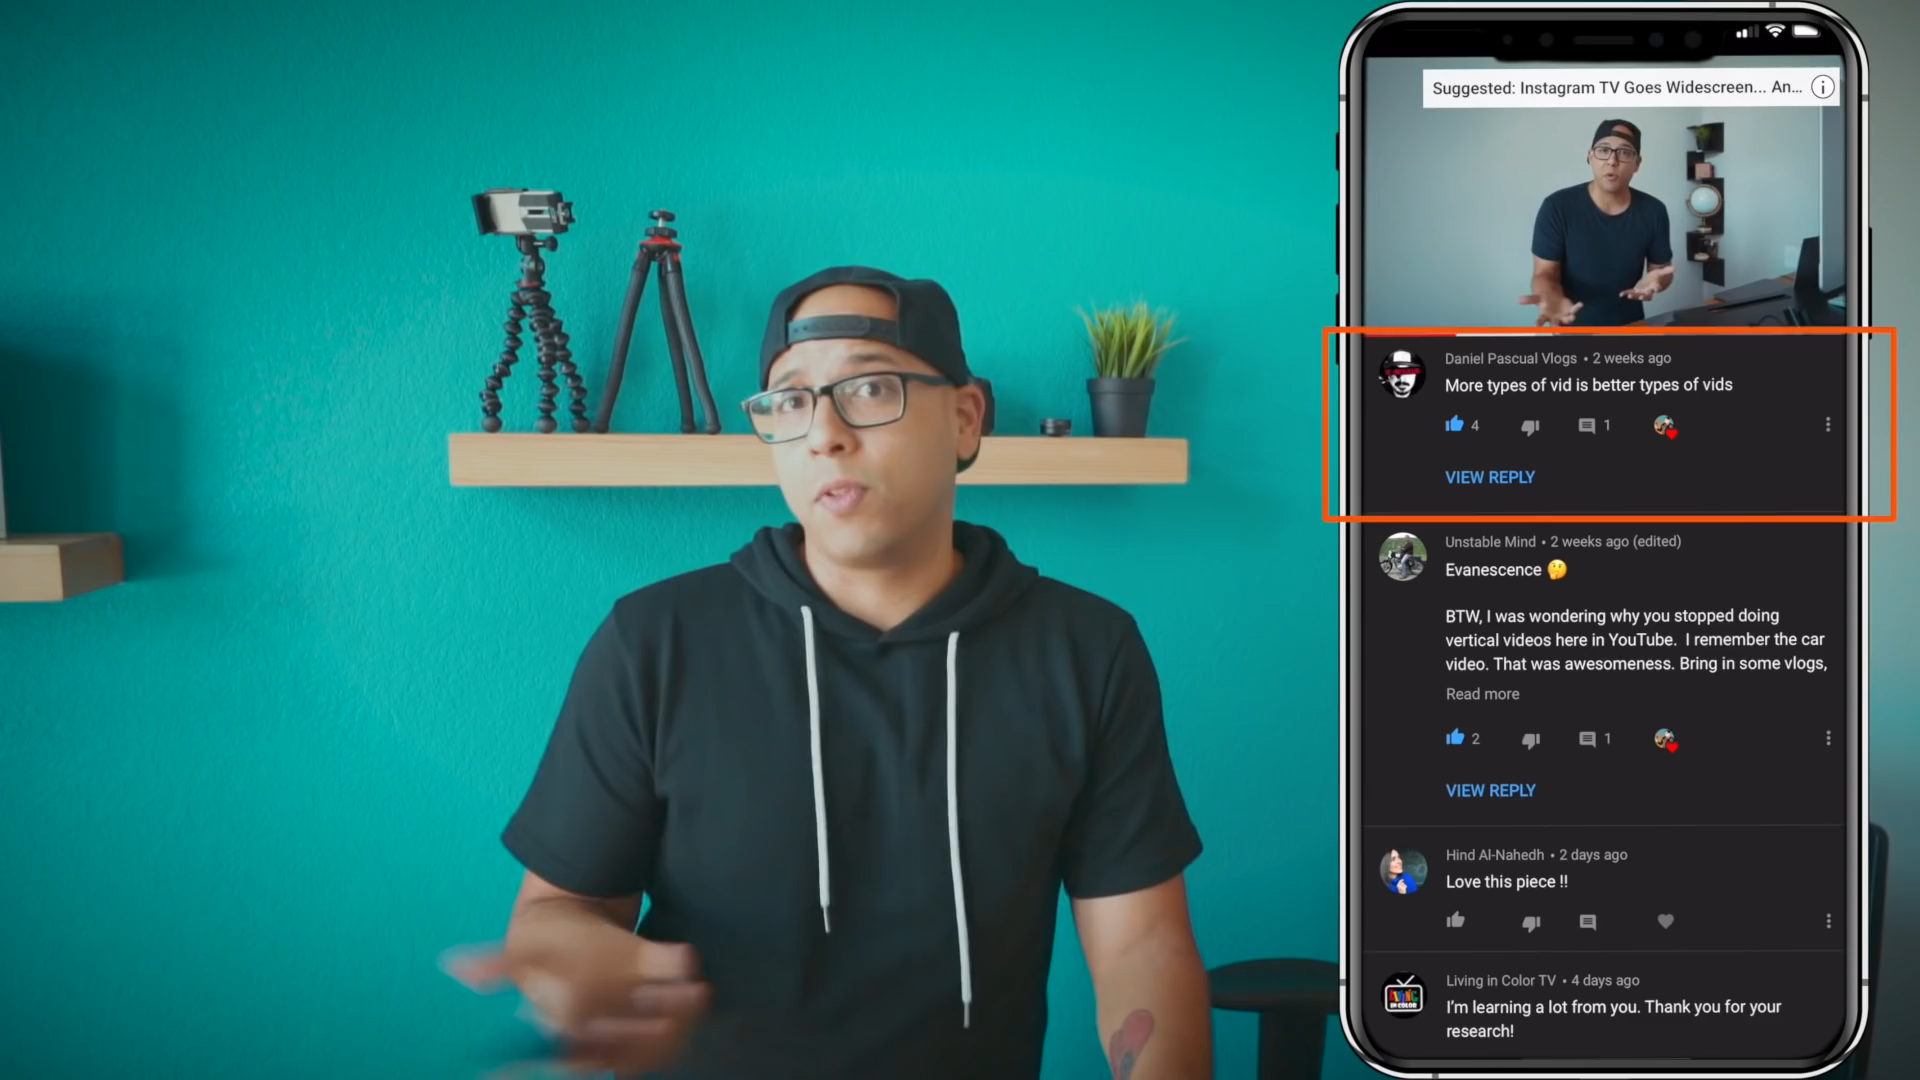 Suggested: Instagram TV Goes Widescreen... An...
Daniel Pascual Vlogs • 2 weeks ago
More types of vid is better types of vids
4
1
VIEW REPLY
Unstable Mind • 2 weeks ago (edited)
Evanescence 🤔
BTW, I was wondering why you stopped doing
vertical videos here in YouTube. I remember the car
video. That was awesomeness. Bring in some vlogs,
Read more
2
1
VIEW REPLY
Hind Al-Nahedh • 2 days ago
Love this piece !!
Living in Color TV • 4 days ago
LIVING
IN COLOR
I'm learning a lot from you. Thank you for your
research!